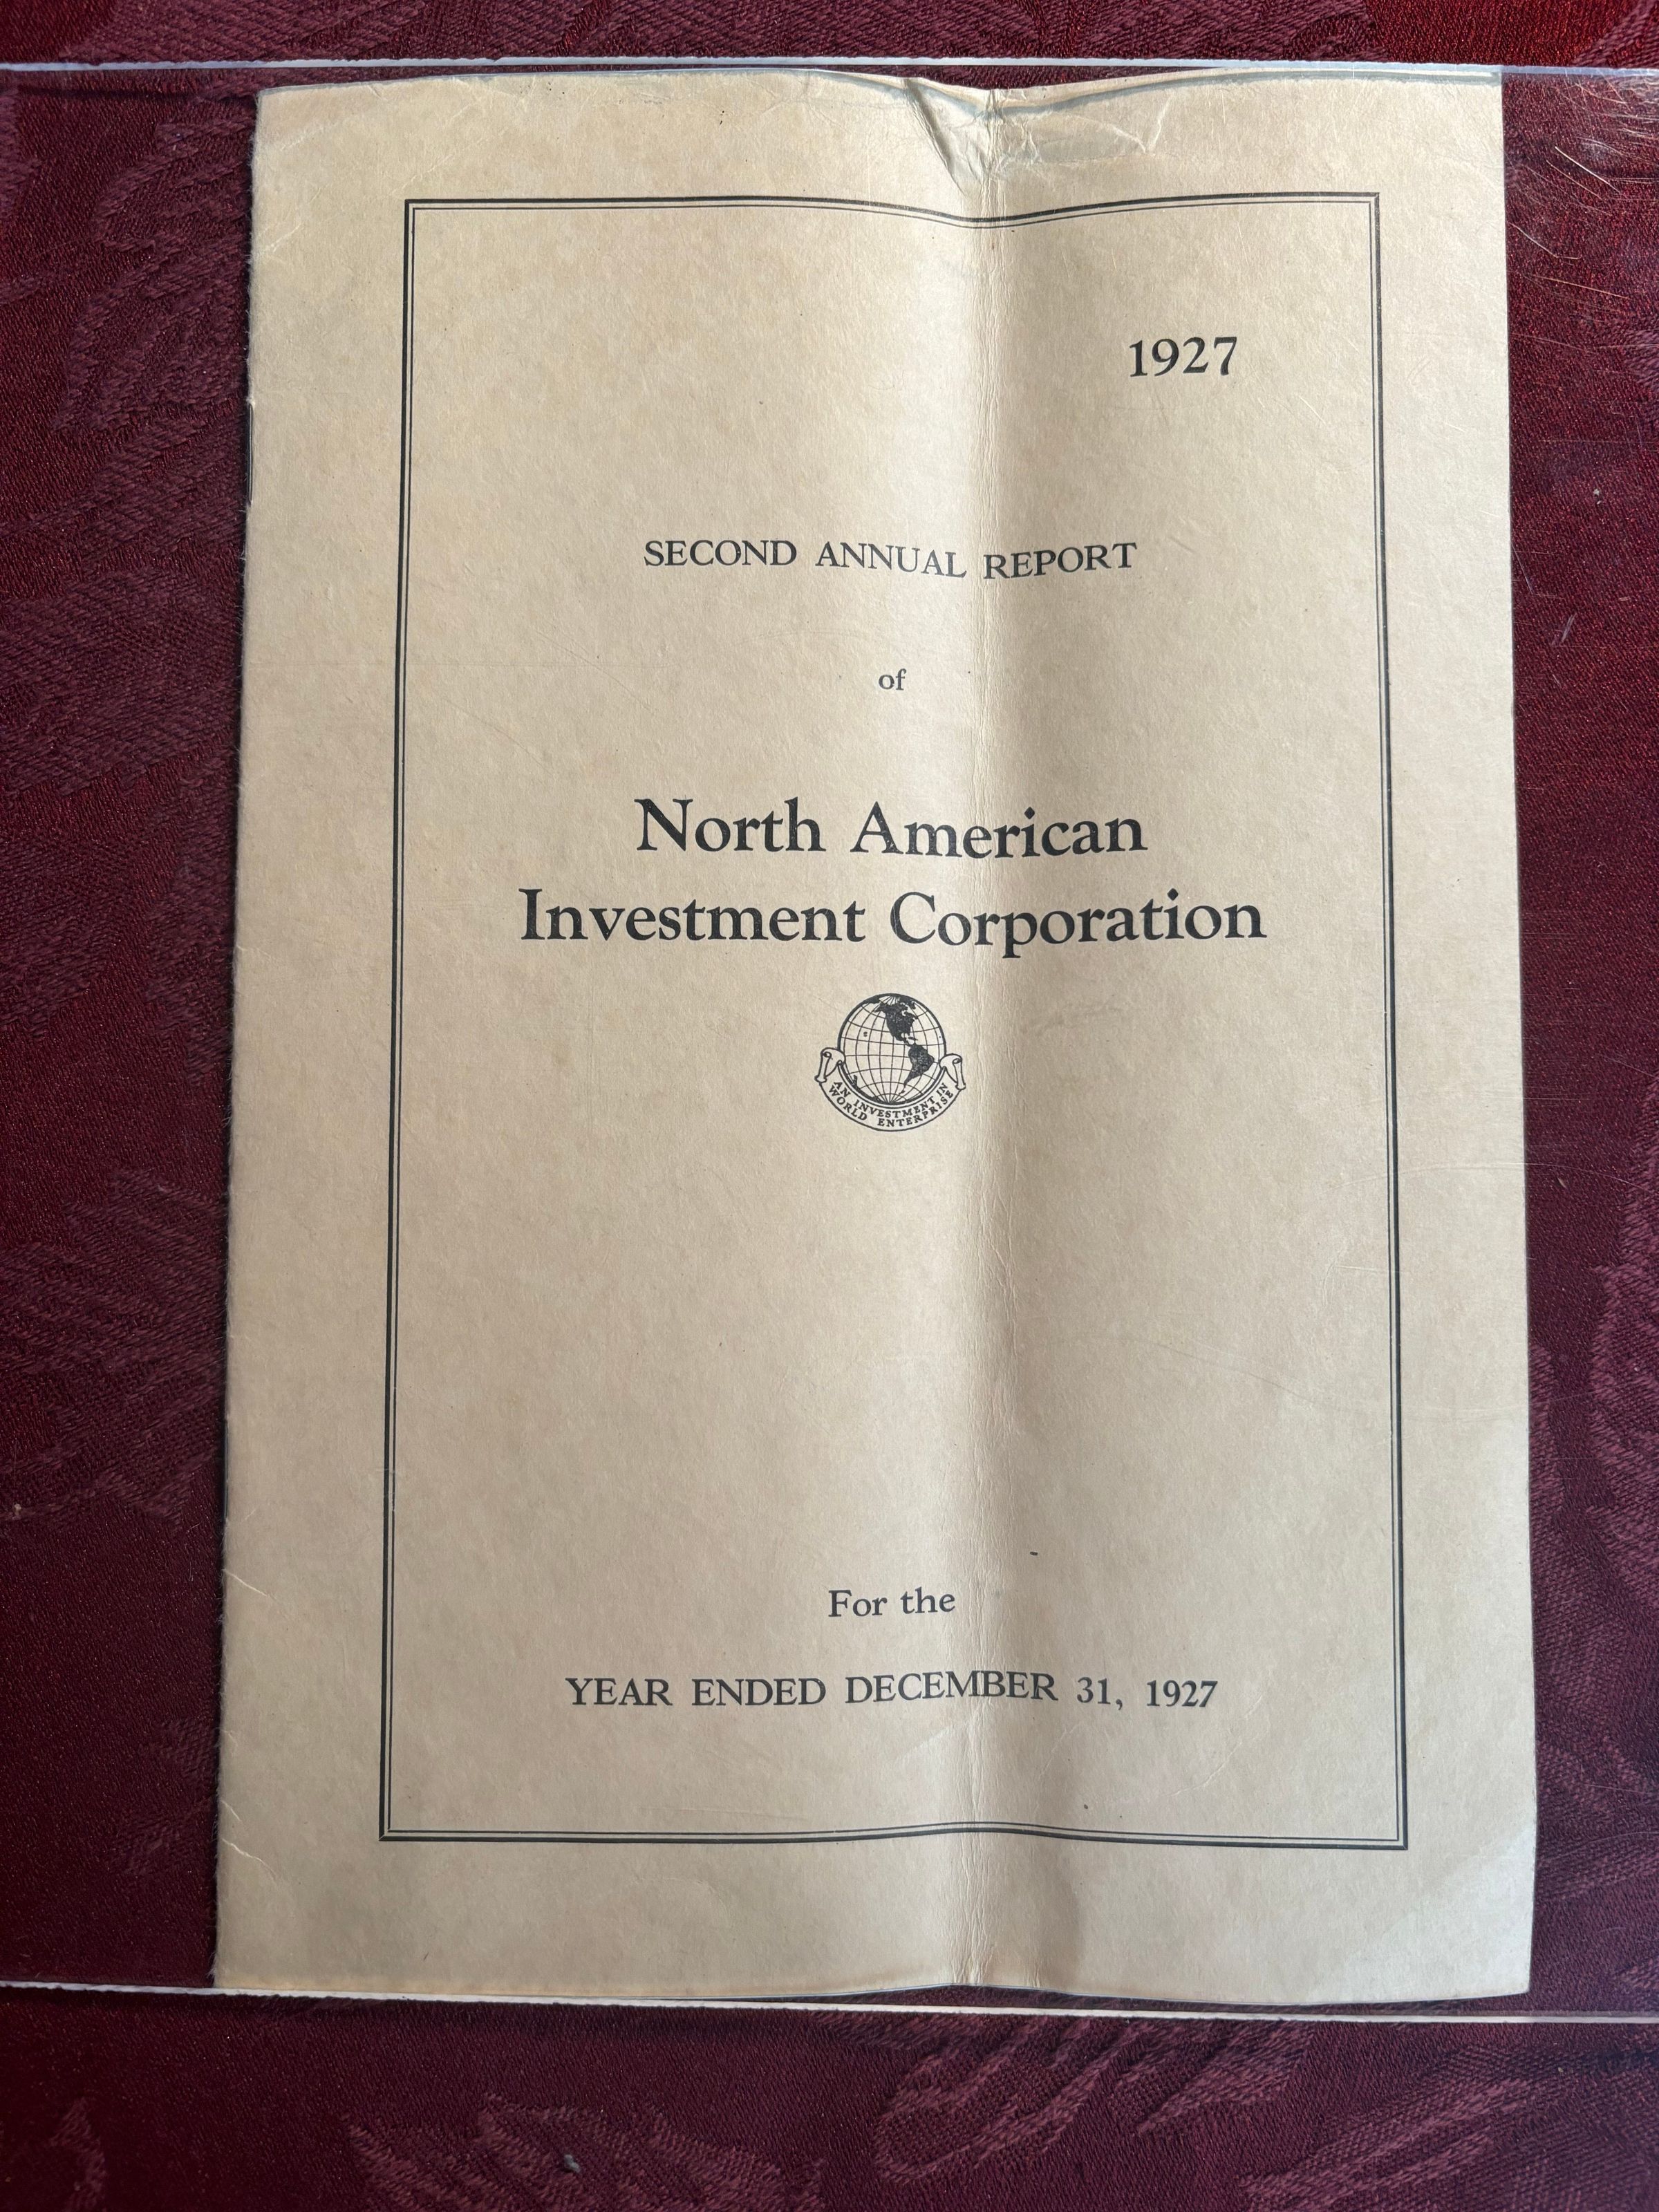 1927
SECOND ANNUAL REPORT
of
North American
Investment Corporation
AN INVESTMENT IN
WORLD ENTERPRISE
For the
YEAR ENDED DECEMBER 31, 1927